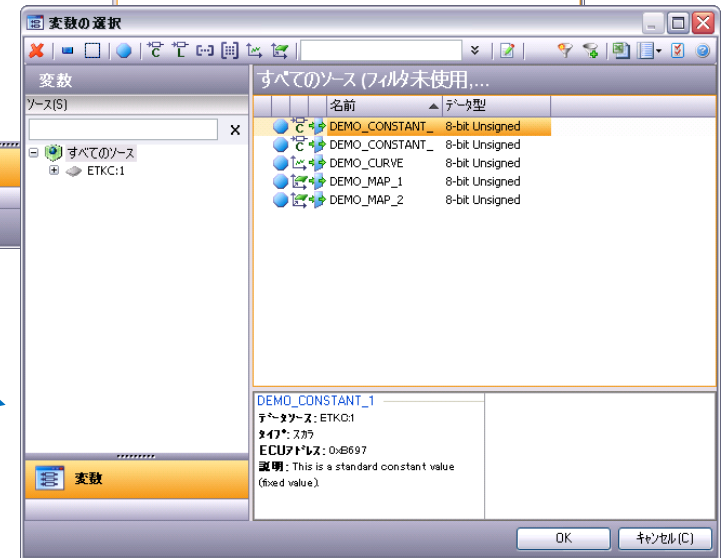 変数の選択
変数
すべてのソース (フィルタ未使用,...
ソース(S)
x
名前 データ型
すべてのソース
ETKC:1
DEMO_CONSTANT_ 8-bit Unsigned
DEMO_CONSTANT_ 8-bit Unsigned
DEMO_CURVE 8-bit Unsigned
DEMO_MAP_1 8-bit Unsigned
DEMO_MAP_2 8-bit Unsigned
DEMO_CONSTANT_1
データソース: ETKC:1
タイプ: スカラ
ECUアドレス: 0xB697
説明: This is a standard constant value
(fixed value).
変数
OK キャンセル(C)